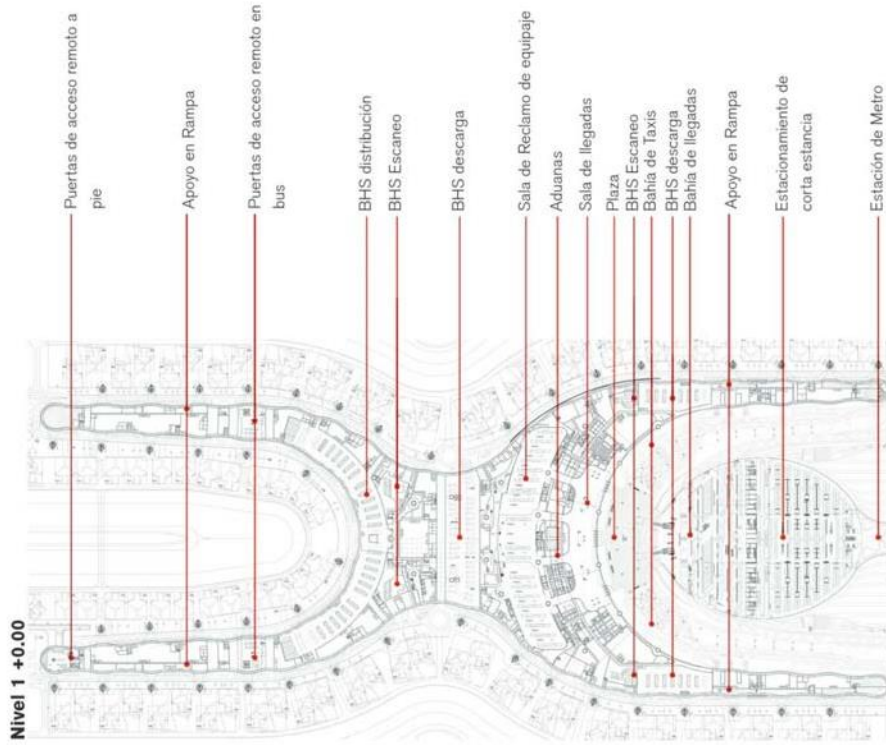 Nivel 1 +0.00
Puertas de acceso remoto a
pie
Apoyo en Rampa
Puertas de acceso remoto en
bus
BHS distribución
BHS Escaneo
BHS descarga
Sala de Reclamo de equipaje
Aduanas
Sala de llegadas
Plaza
BHS Escaneo
Bahía de Taxis
BHS descarga
Bahía de llegadas
Apoyo en Rampa
Estacionamiento de
corta estancia
Estación de Metro